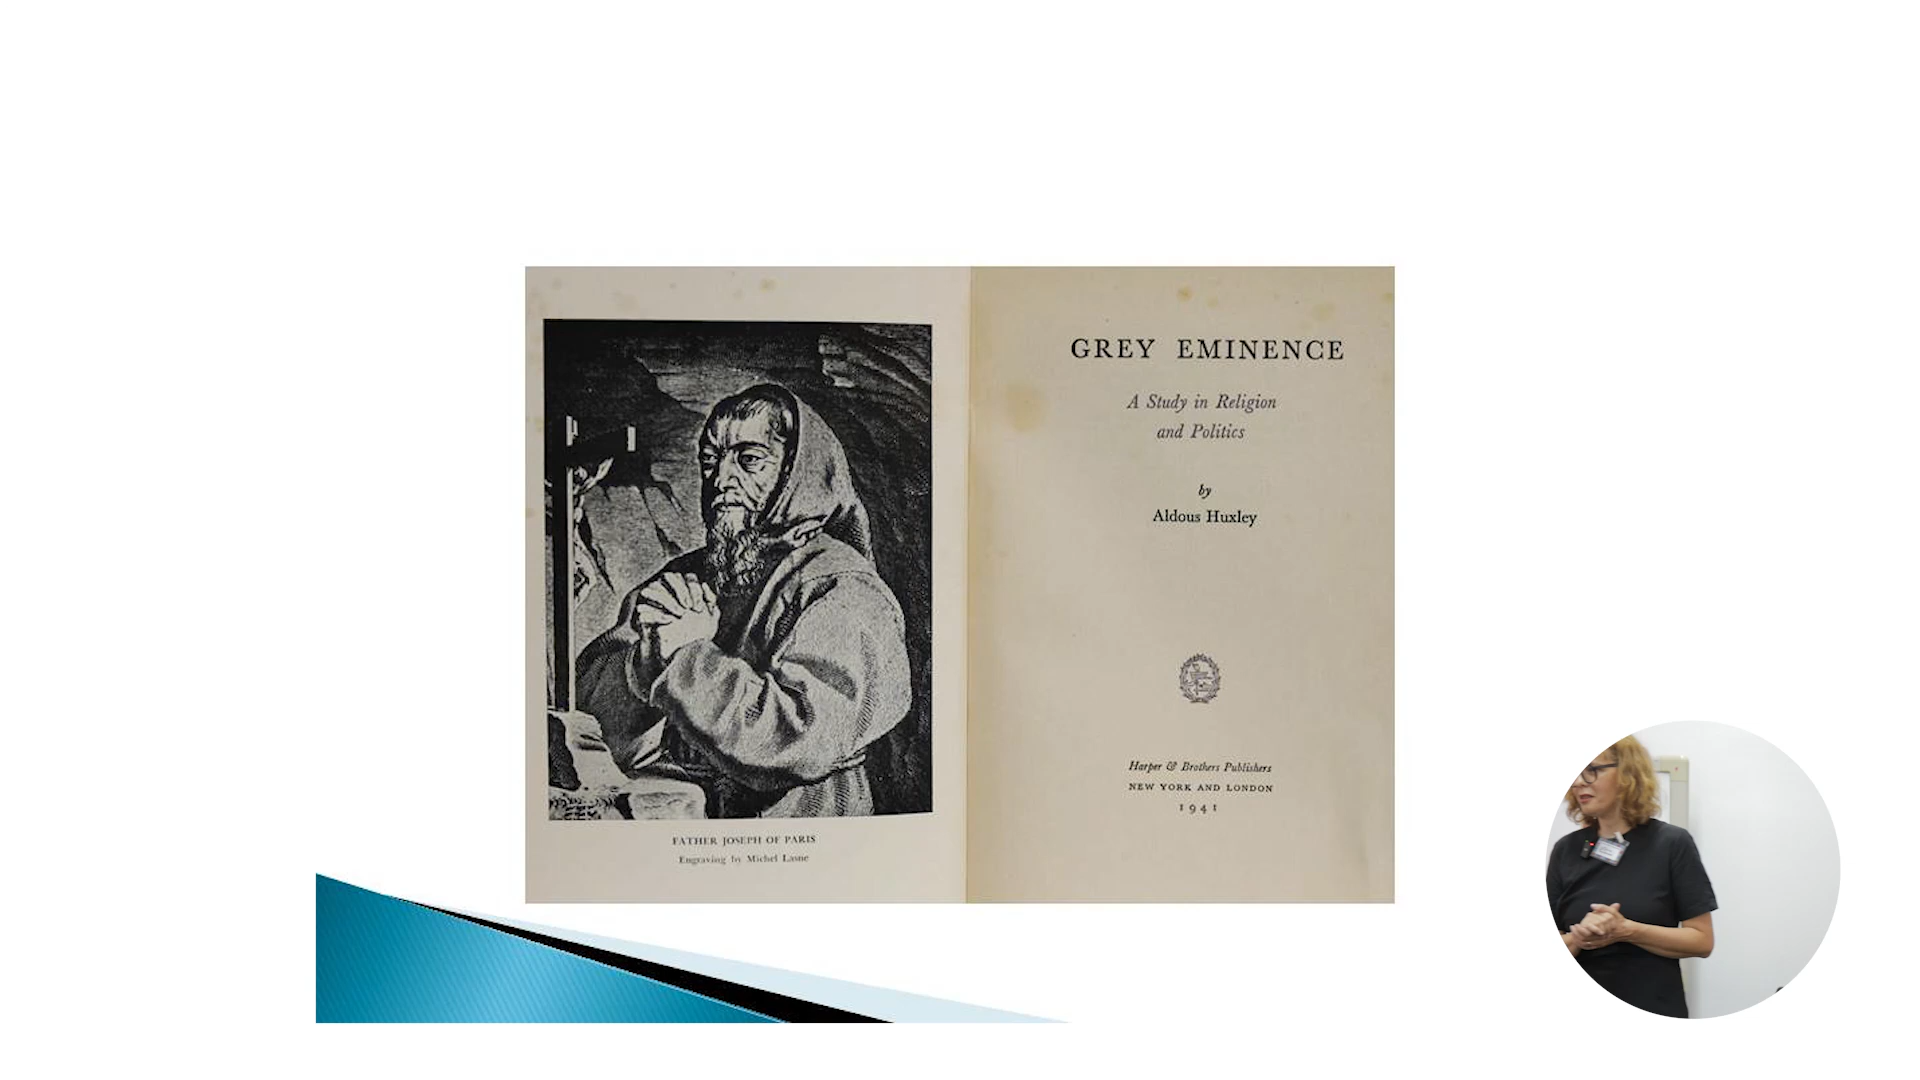 FATHER JOSEPH OF PARIS
Engraving by Michel Lasne
GREY EMINENCE
A Study in Religion
and Politics
by
Aldous Huxley
Harper & Brothers Publishers
NEW YORK AND LONDON
1941